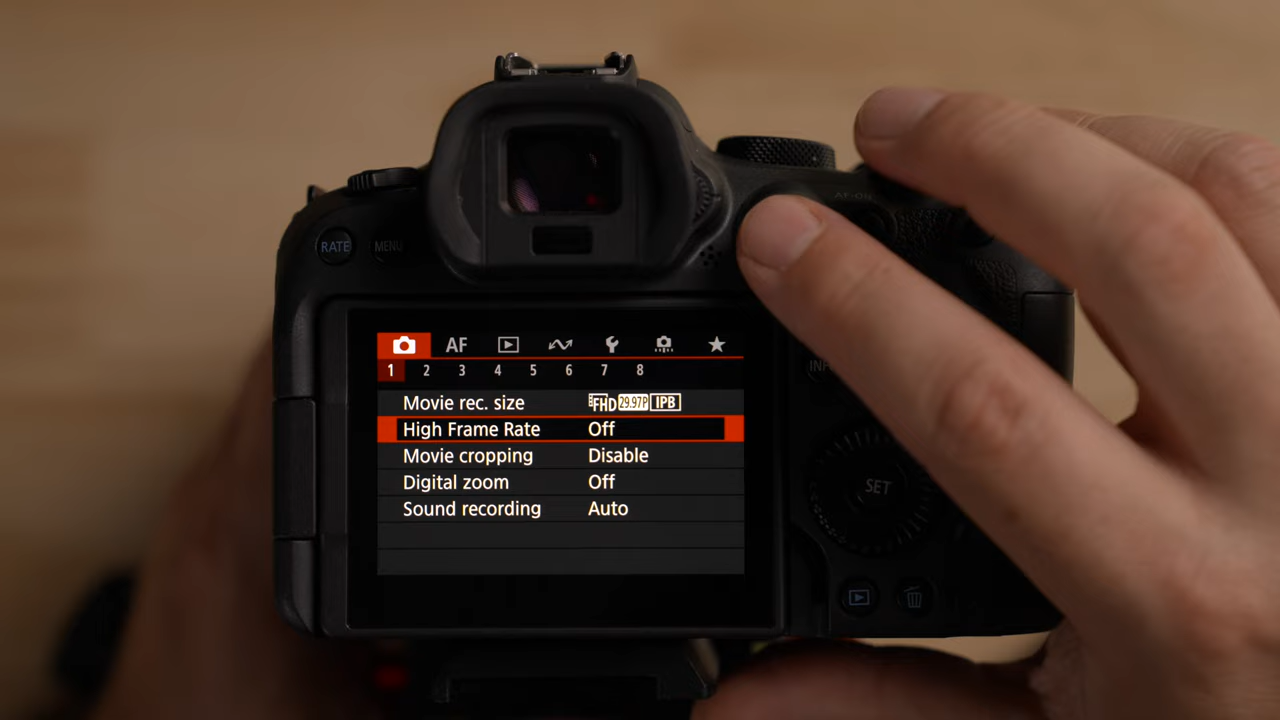 AF-ON
RATE
MENU
AF
1 2 3 4 5 6 7 8
INFO
Movie rec. size FHD 29.97P IPB
High Frame Rate Off
Movie cropping Disable
Digital zoom Off
Sound recording Auto
SET